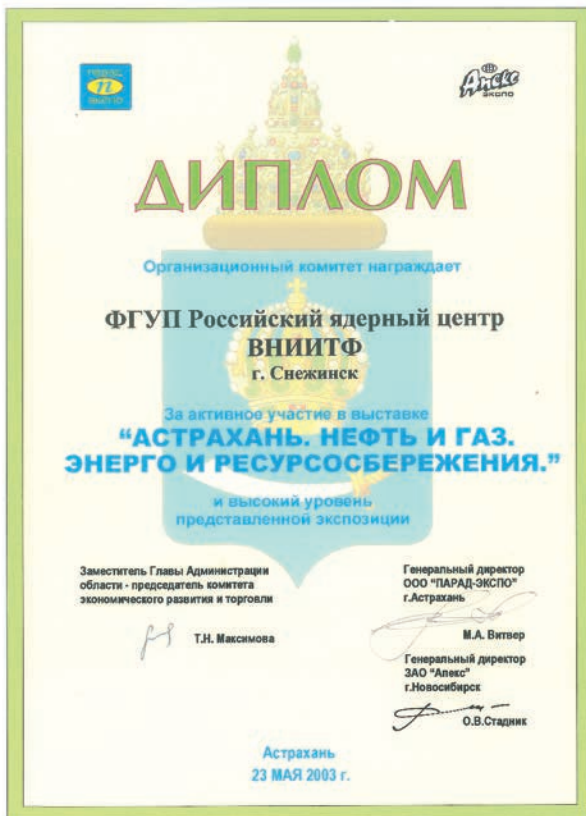 Апекс
экспо
ДИПЛОМ
Организационный комитет награждает
ФГУП Российский ядерный центр
ВНИИТФ
г. Снежинск
За активное участие в выставке
“АСТРАХАНЬ. НЕФТЬ И ГАЗ.
ЭНЕРГО И РЕСУРСОСБЕРЕЖЕНИЯ.”
и высокий уровень
представленной экспозиции
Заместитель Главы Администрации
области - председатель комитета
экономического развития и торговли
Т.Н. Максимова
Генеральный директор
ООО “ПАРАД-ЭКСПО”
г.Астрахань
М.А. Витвер
Генеральный директор
ЗАО “Апекс”
г.Новосибирск
О.В.Стадник
Астрахань
23 МАЯ 2003 г.